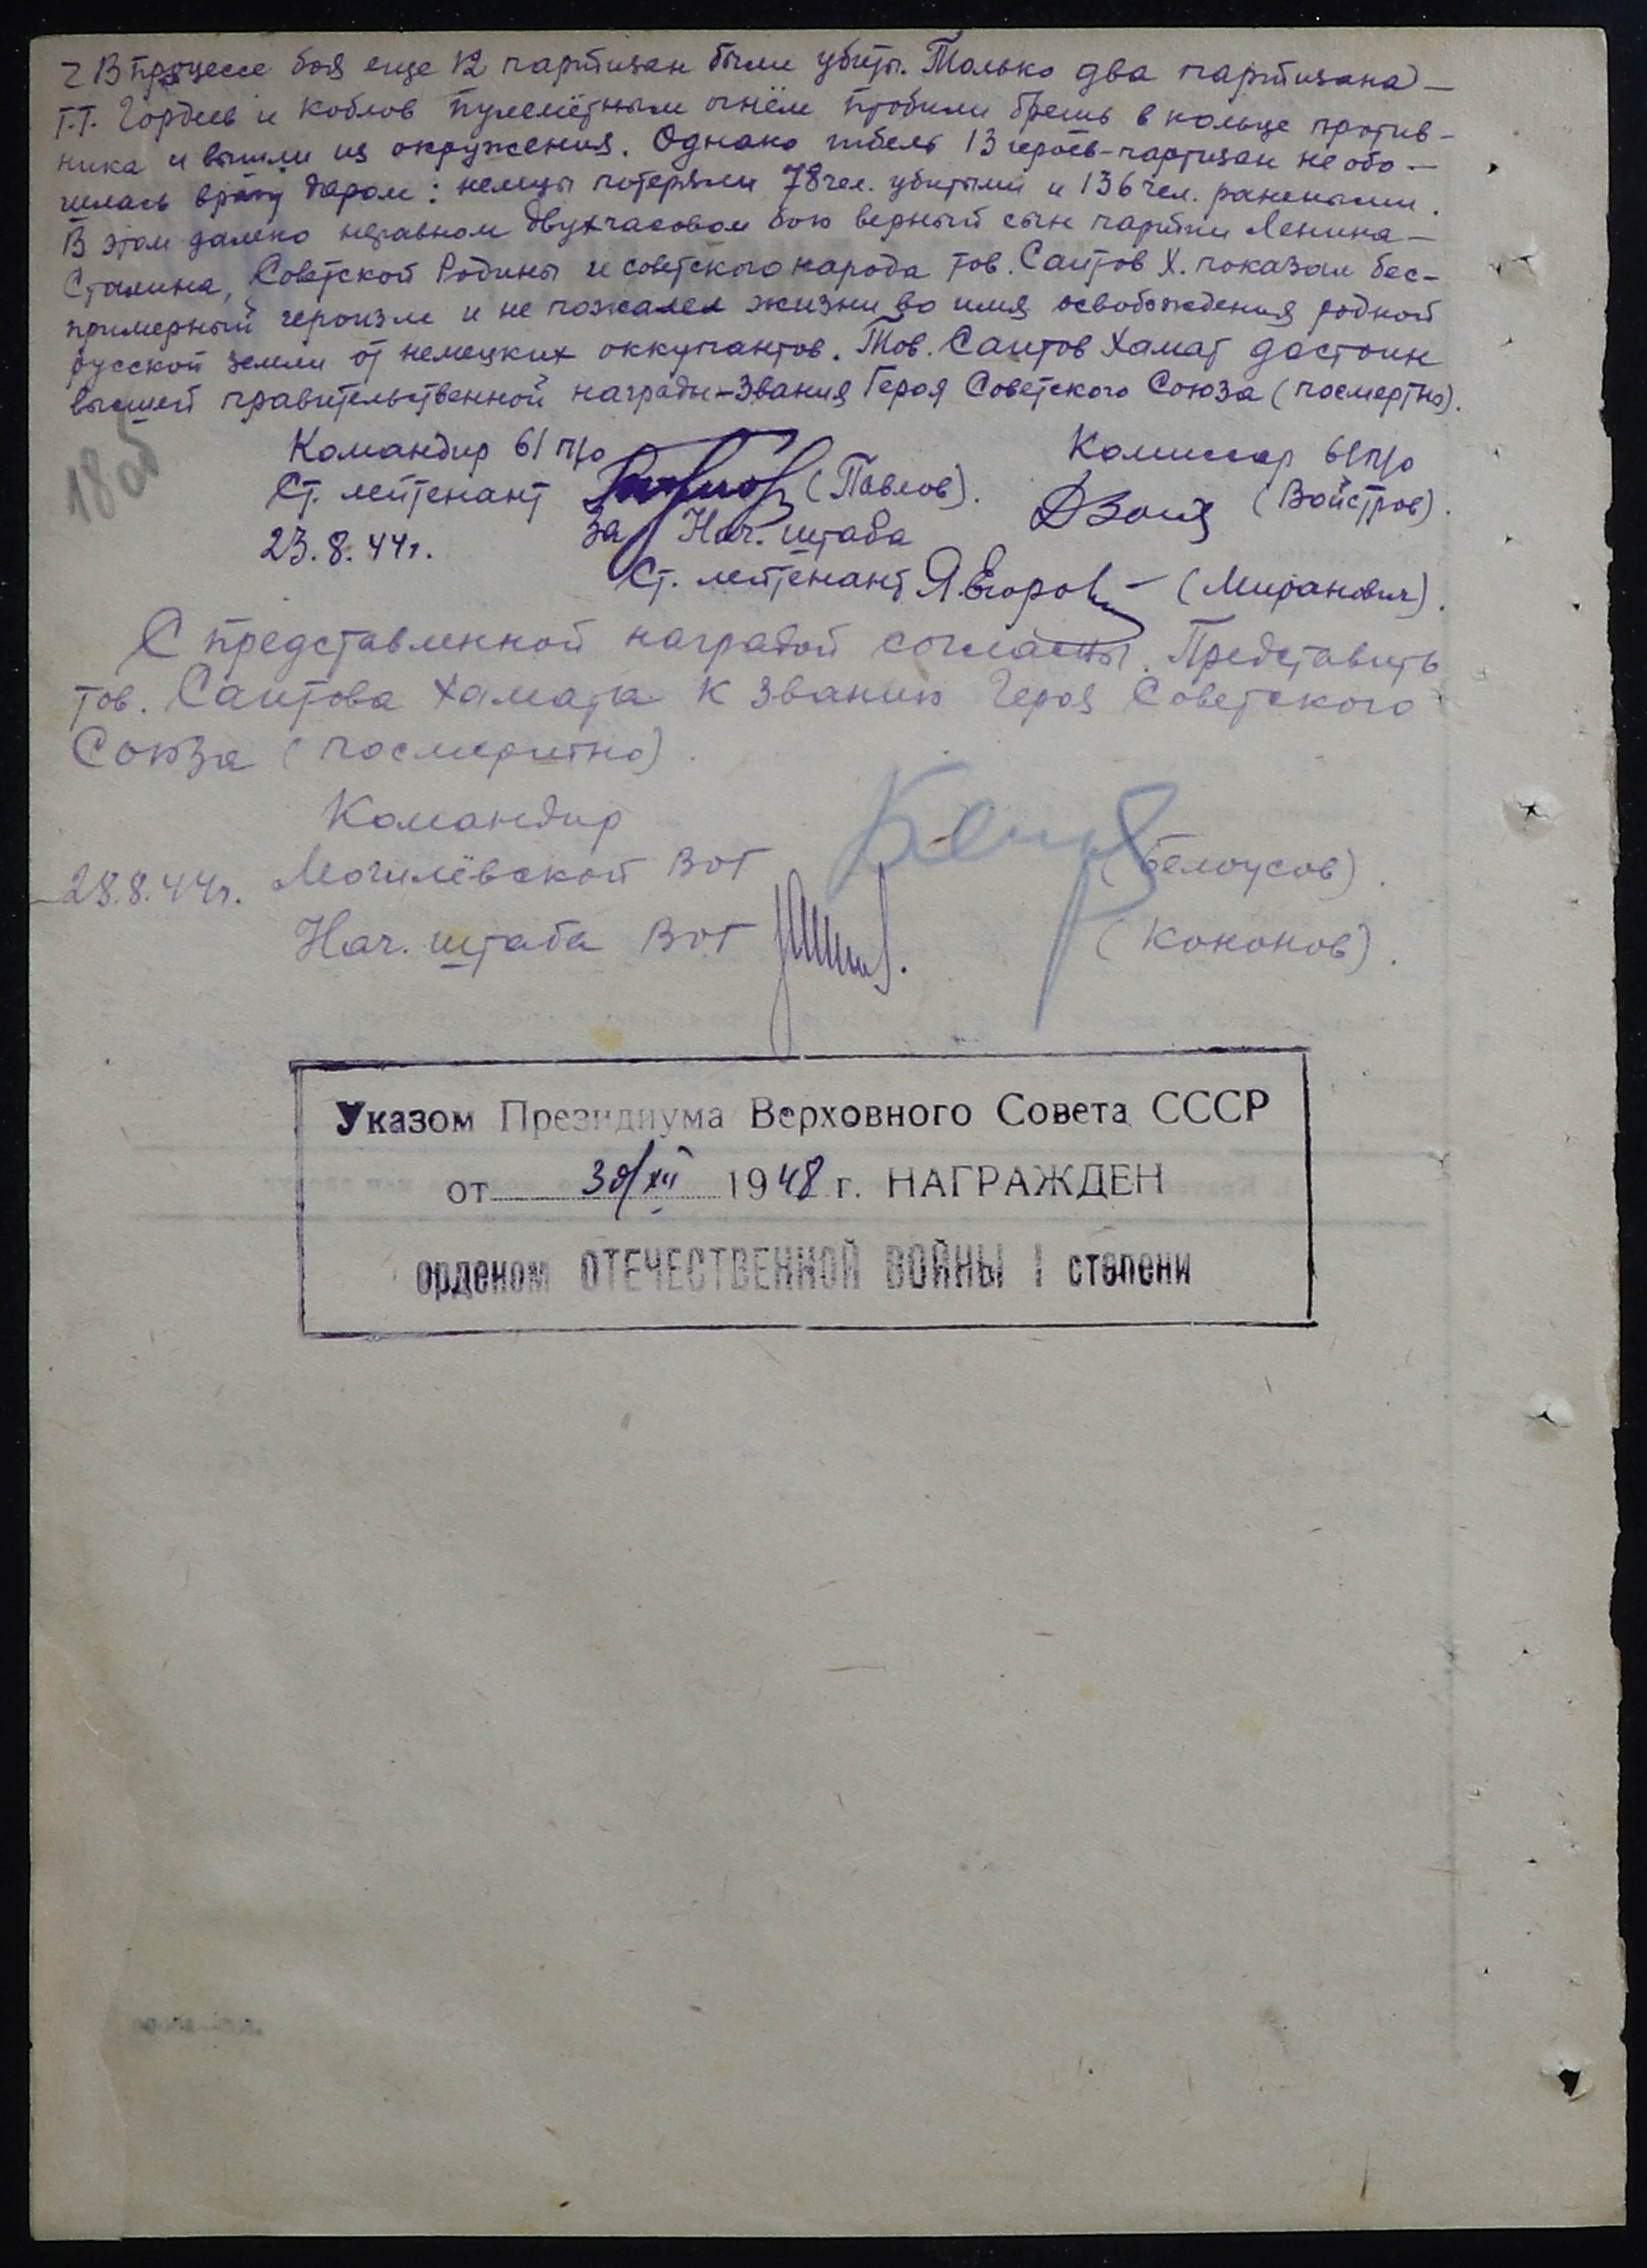 В процессе боя еще 12 партизан были убиты. Только два партизана –
т.т. Гордеев и Коблов пулемётным огнём пробили брешь в кольце против-
ника и вышли из окружения. Однако гибель 13 героев-партизан не обо-
шлась врагу даром: немцы потеряли 78 чел. убитыми и 136 чел. ранеными.
В этом далеко неравном двухчасовом бою верный сын партии Ленина –
Сталина, Советской Родины и советского народа тов. Саитов Х. показал бес-
примерный героизм и не пожалел жизни во имя освобождения родной
русской земли от немецких оккупантов. Тов. Саитов Хамат достоин
высшей правительственной награды – звания Героя Советского Союза (посмертно).
18об
Командир 61 п/о
Комиссар 61 п/о
Ст. лейтенант (Павлов).
(Войстров).
23.8.44г.
За Нач. штаба
Ст. лейтенант Я.Егоров (Миранович).
С представленной наградой согласны. Представить
тов. Саитова Хамата к званию Героя Советского
Союза (посмертно).
Командир
28.8.44г. Могилёвской ВОГ (Белоусов).
Нач. штаба ВОГ (Кононов).
Указом Президиума Верховного Совета СССР
от 30/XII 1948 г. НАГРАЖДЕН
орденом ОТЕЧЕСТВЕННОЙ ВОЙНЫ I степени